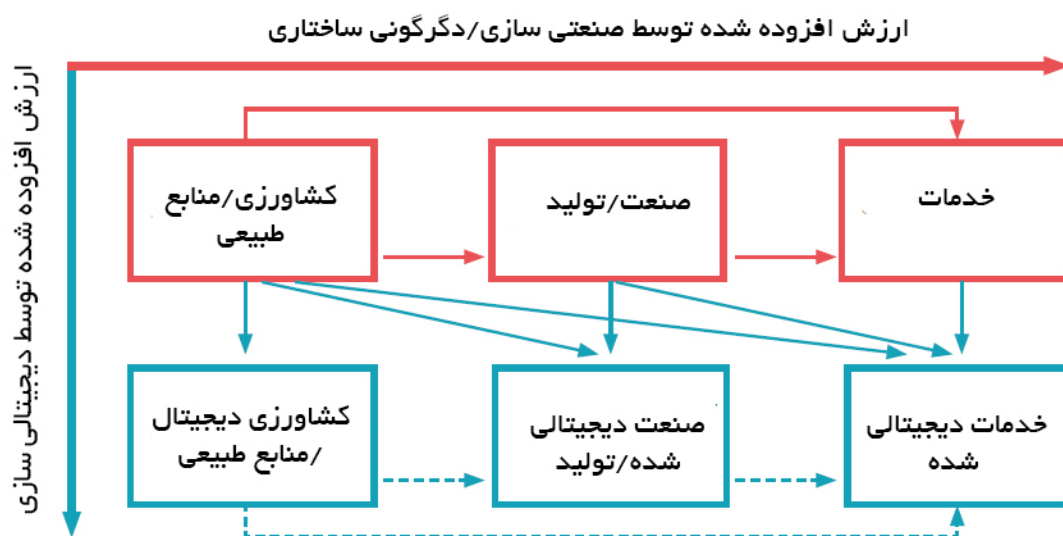 ارزش افزوده شده توسط صنعتی سازی/دگرگونی ساختاری
ارزش افزوده شده توسط دیجیتالی سازی
کشاورزی/منابع
طبیعی
صنعت/تولید
خدمات
کشاورزی دیجیتال
/منابع طبیعی
صنعت دیجیتالی
شده/تولید
خدمات دیجیتالی
شده